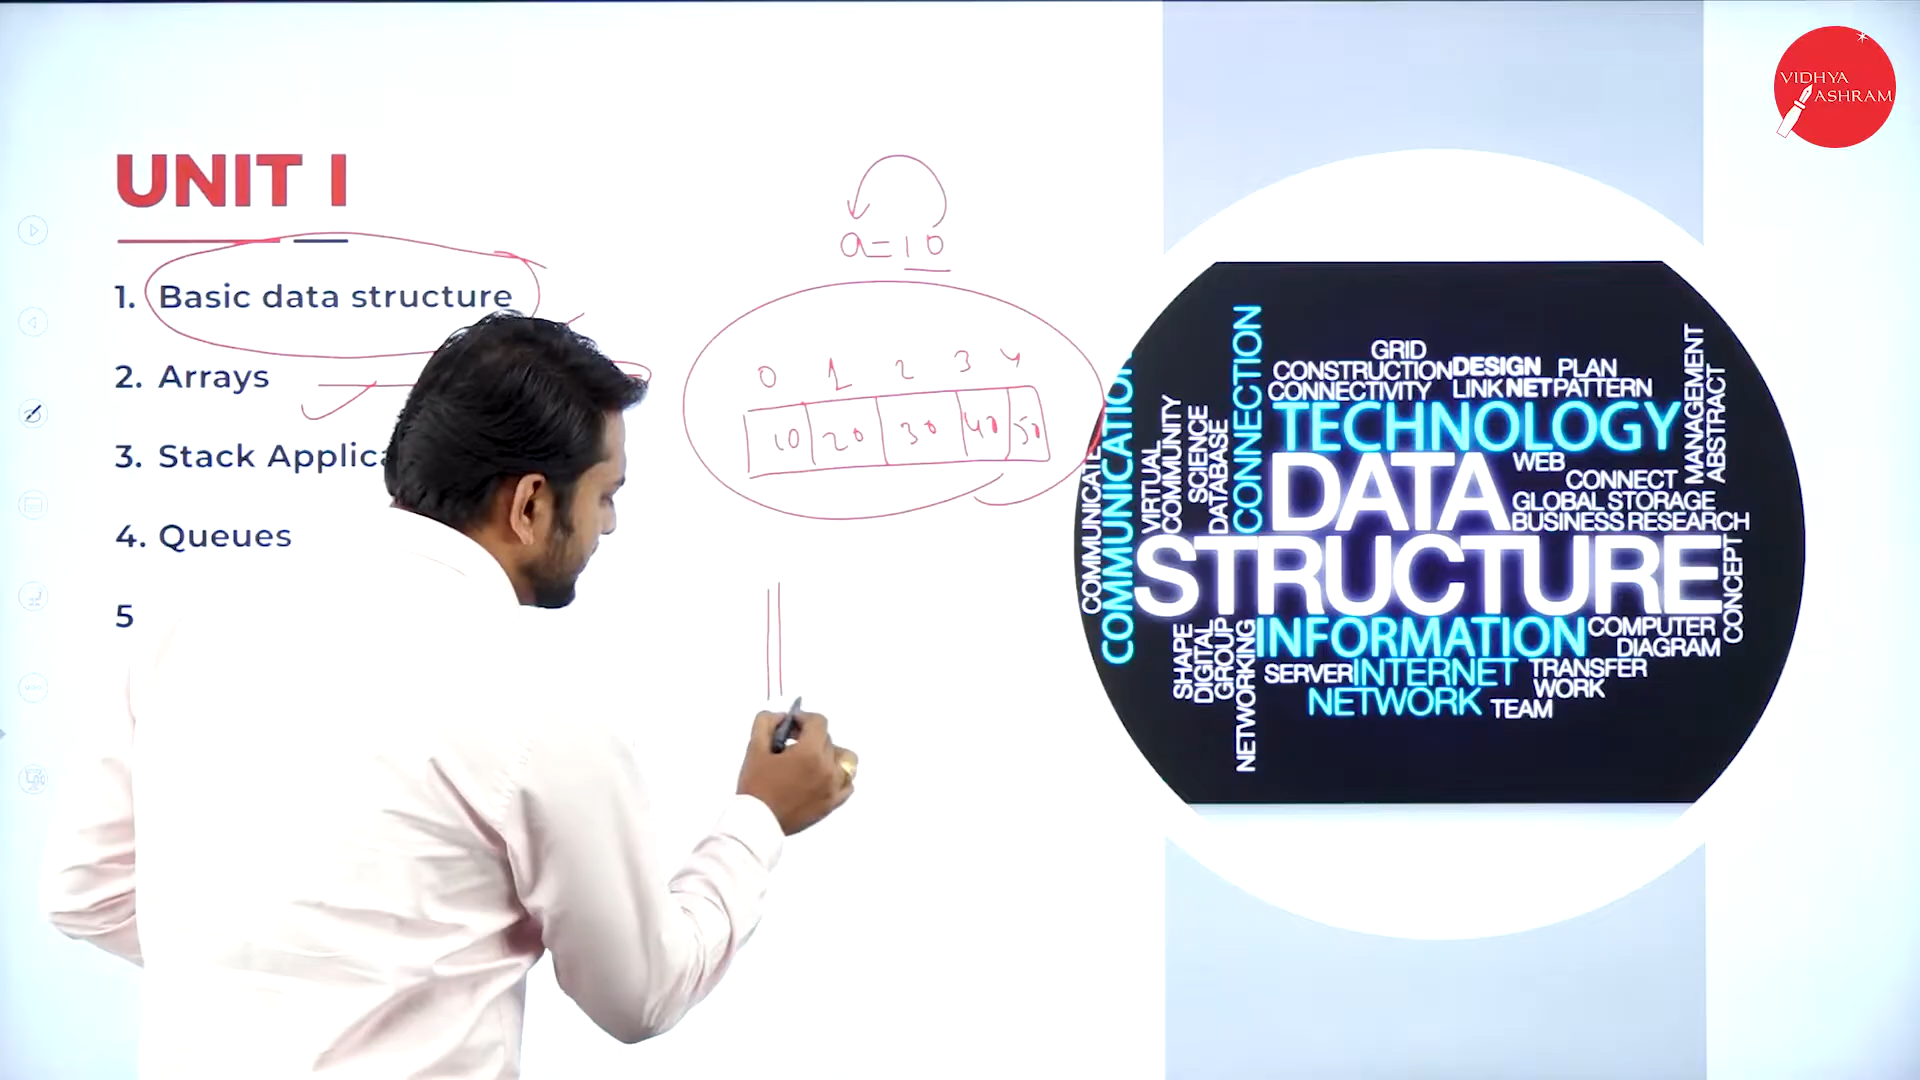 VIDHYA
ASHRAM
UNIT I
1. Basic data structure
2. Arrays
3. Stack Applica
4. Queues
5
a=10
0 1 2 3 4
10 20 30 40 50
COMMUNICATE
COMMUNICATION
VIRTUAL
COMMUNITY
SCIENCE
DATABASE
CONNECTION
GRID
CONSTRUCTION DESIGN PLAN
CONNECTIVITY LINK NET PATTERN
TECHNOLOGY
MANAGEMENT
ABSTRACT
DATA
WEB
CONNECT
GLOBAL STORAGE
BUSINESS RESEARCH
STRUCTURE
CONCEPT
SHAPE
DIGITAL
GROUP
NETWORKING
INFORMATION
COMPUTER
DIAGRAM
SERVER INTERNET TRANSFER
WORK
NETWORK TEAM